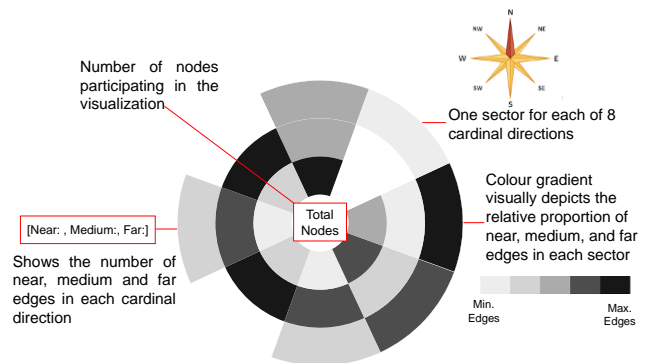 N
NW
NE
W
E
SW
SE
S
Number of nodes
participating in the
visualization
One sector for each of 8
cardinal directions
Colour gradient
visually depicts the
relative proportion of
near, medium, and far
edges in each sector
Total
Nodes
[Near: , Medium:, Far:]
Shows the number of
near, medium and far
edges in each cardinal
direction
Min.
Edges
Max.
Edges